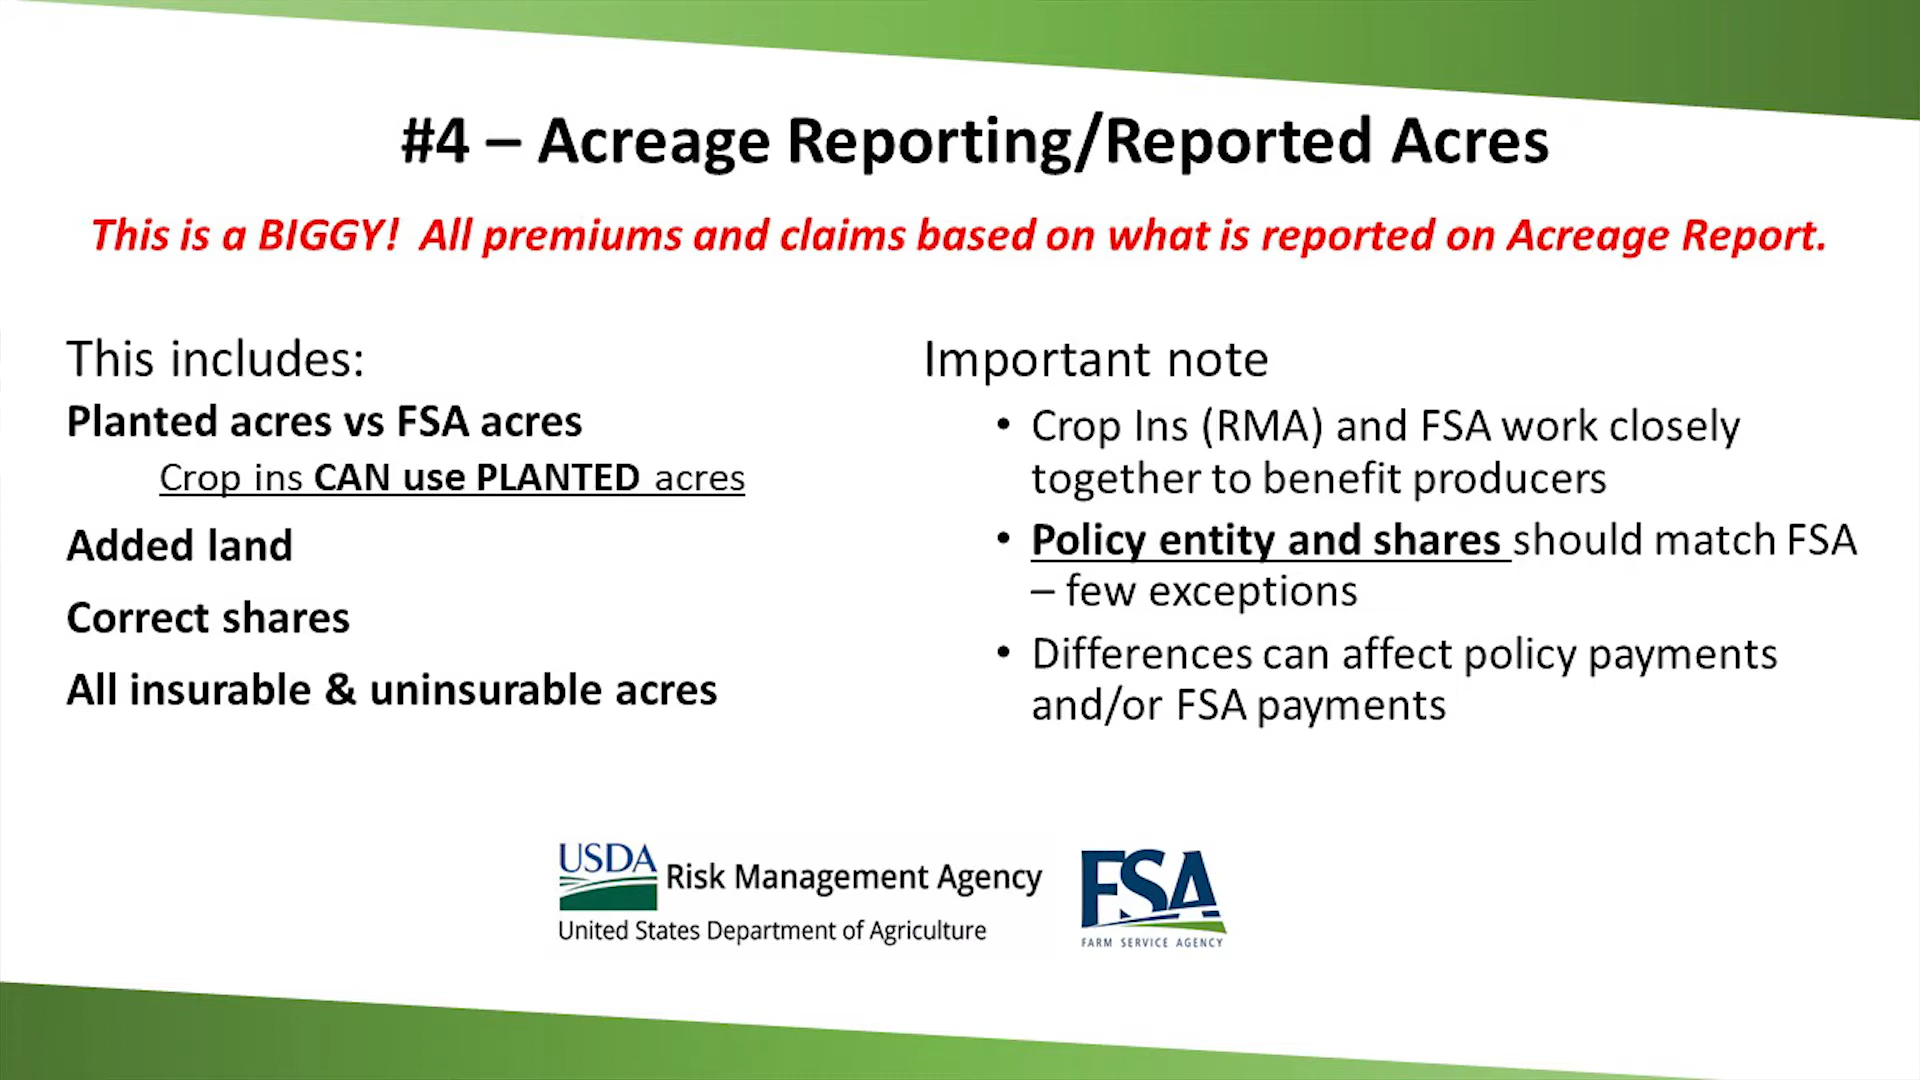 #4 – Acreage Reporting/Reported Acres
This is a BIGGY! All premiums and claims based on what is reported on Acreage Report.
This includes:
Planted acres vs FSA acres
Crop ins CAN use PLANTED acres
Added land
Correct shares
All insurable & uninsurable acres
Important note
• Crop Ins (RMA) and FSA work closely
together to benefit producers
• Policy entity and shares should match FSA
– few exceptions
• Differences can affect policy payments
and/or FSA payments
USDA
Risk Management Agency
United States Department of Agriculture
FSA
FARM SERVICE AGENCY